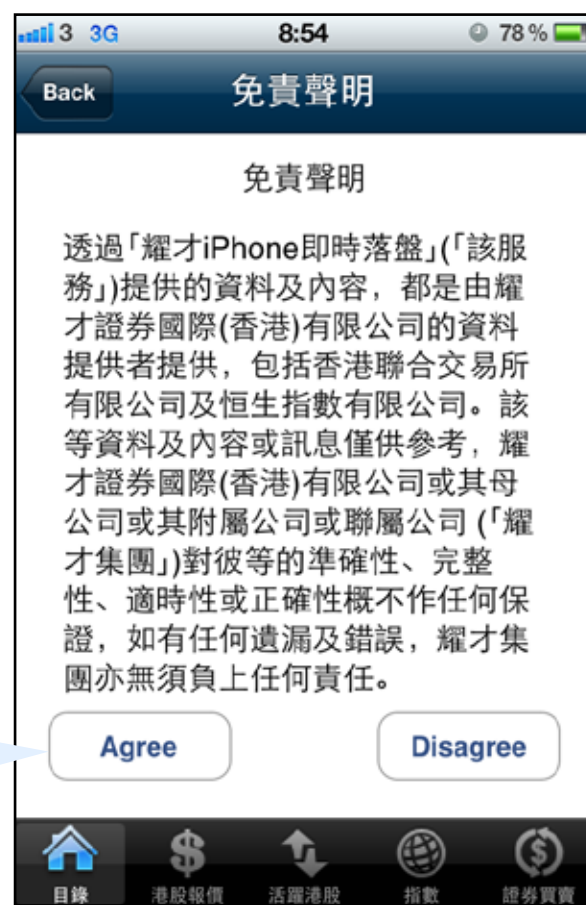 3 3G 8:54 78%
Back 免責聲明
免責聲明
透過「耀才iPhone即時落盤」(「該服
務」)提供的資料及內容，都是由耀
才證券國際(香港)有限公司的資料
提供者提供，包括香港聯合交易所
有限公司及恒生指數有限公司。該
等資料及內容或訊息僅供參考，耀
才證券國際(香港)有限公司或其母
公司或其附屬公司或聯屬公司 (「耀
才集團」)對彼等的準確性、完整
性、適時性或正確性概不作任何保
證，如有任何遺漏及錯誤，耀才集
團亦無須負上任何責任。
Agree Disagree
目錄 港股報價 活躍港股 指數 證券買賣